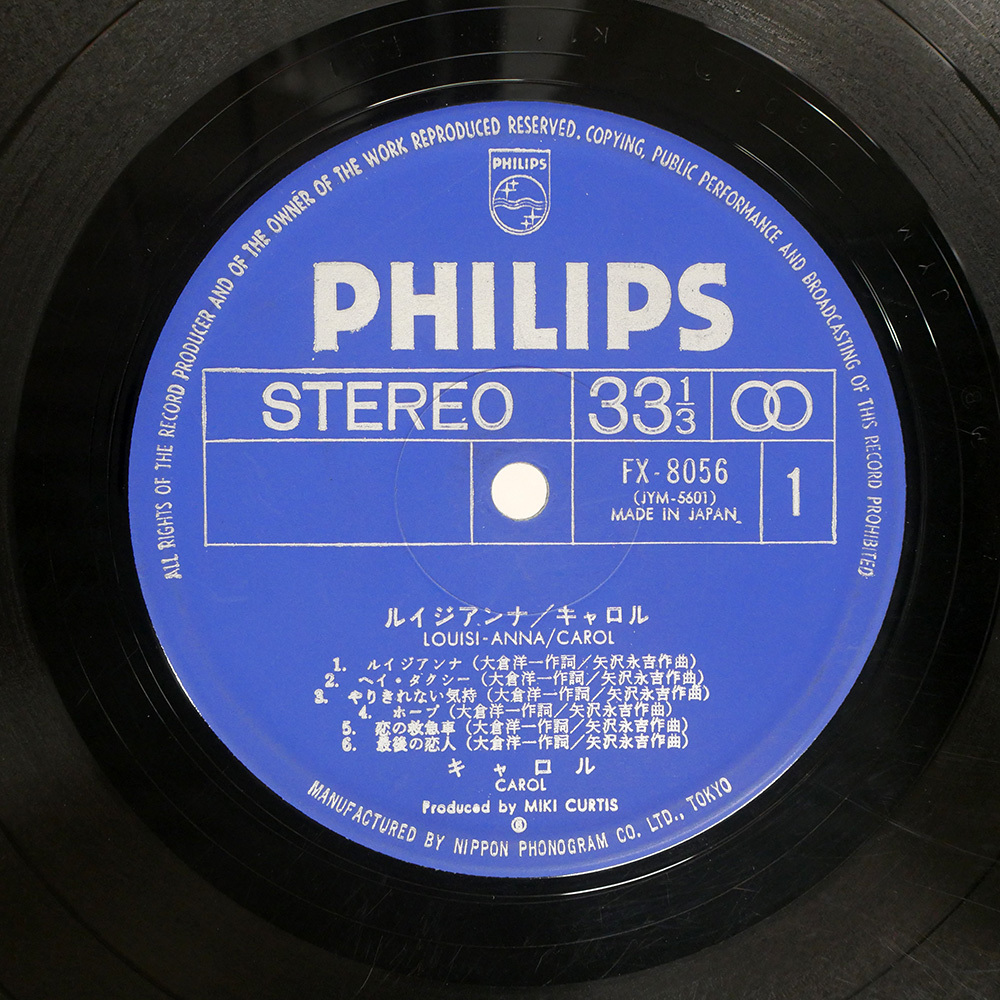 ALL RIGHTS OF THE RECORD PRODUCER AND OF THE OWNER OF THE WORK REPRODUCED RESERVED. COPYING, PUBLIC PERFORMANCE AND BROADCASTING OF THIS RECORD PROHIBITED
PHILIPS
PHILIPS
STEREO 33 1/3
FX-8056 1
(JYM-5601)
MADE IN JAPAN
ルイジアンナ/キャロル
LOUISI-ANNA/CAROL
1. ルイジアンナ (大倉洋一作詞/矢沢永吉作曲)
2. ヘイ・タクシー (大倉洋一作詞/矢沢永吉作曲)
3. やりきれない気持 (大倉洋一作詞/矢沢永吉作曲)
4. ホープ (大倉洋一作詞/矢沢永吉作曲)
5. 恋の救急車 (大倉洋一作詞/矢沢永吉作曲)
6. 最後の恋人 (大倉洋一作詞/矢沢永吉作曲)
キャロル
CAROL
Produced by MIKI CURTIS
MANUFACTURED BY NIPPON PHONOGRAM CO. LTD., TOKYO